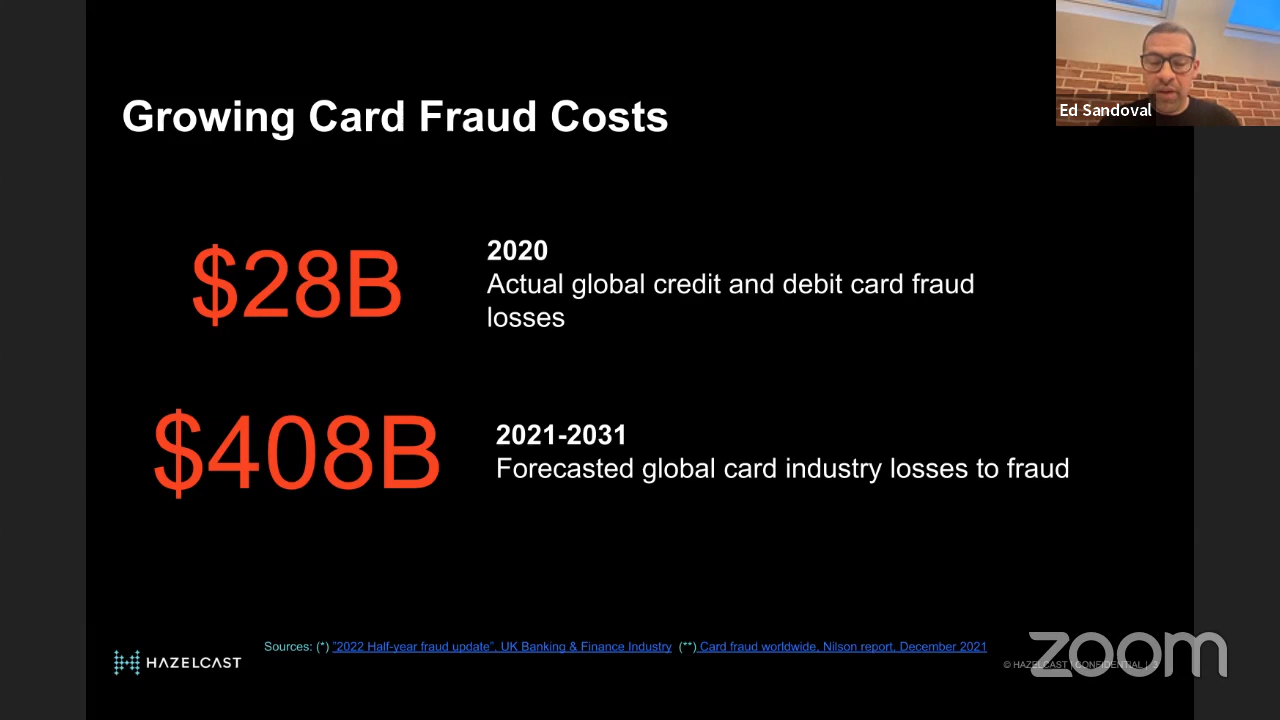 Growing Card Fraud Costs
Ed Sandoval
$28B
2020
Actual global credit and debit card fraud
losses
$408B
2021-2031
Forecasted global card industry losses to fraud
Sources: (*) "2022 Half-year fraud update", UK Banking & Finance Industry (**) Card fraud worldwide, Nilson report, December 2021
HAZELCAST
© HAZELCAST | CONFIDENTIAL | 3
zoom